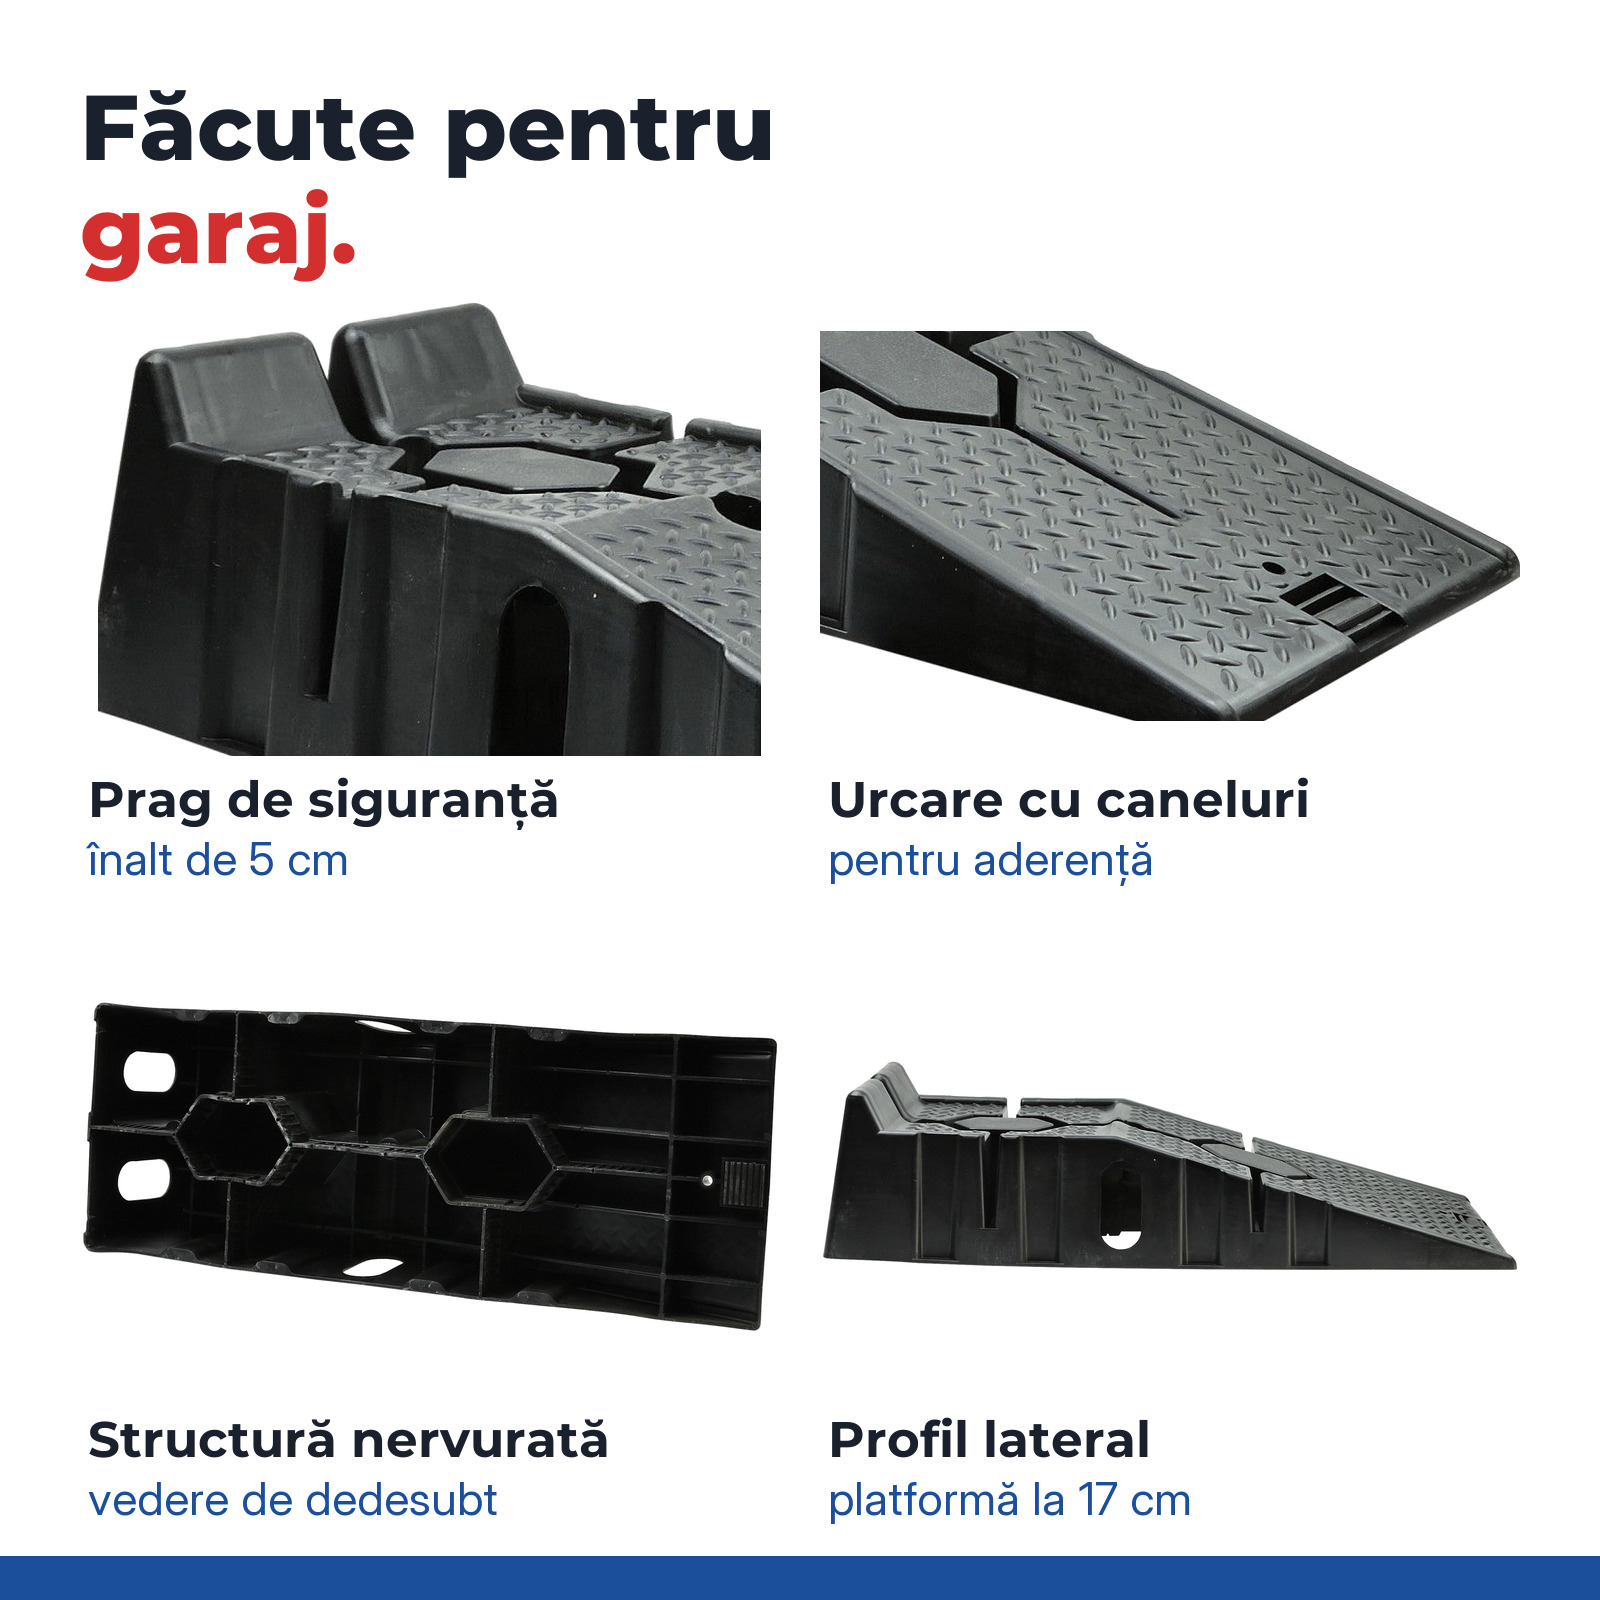 Făcute pentru
garaj.
Prag de siguranță
înalt de 5 cm
Urcare cu caneluri
pentru aderență
Structură nervurată
vedere de dedesubt
Profil lateral
platformă la 17 cm